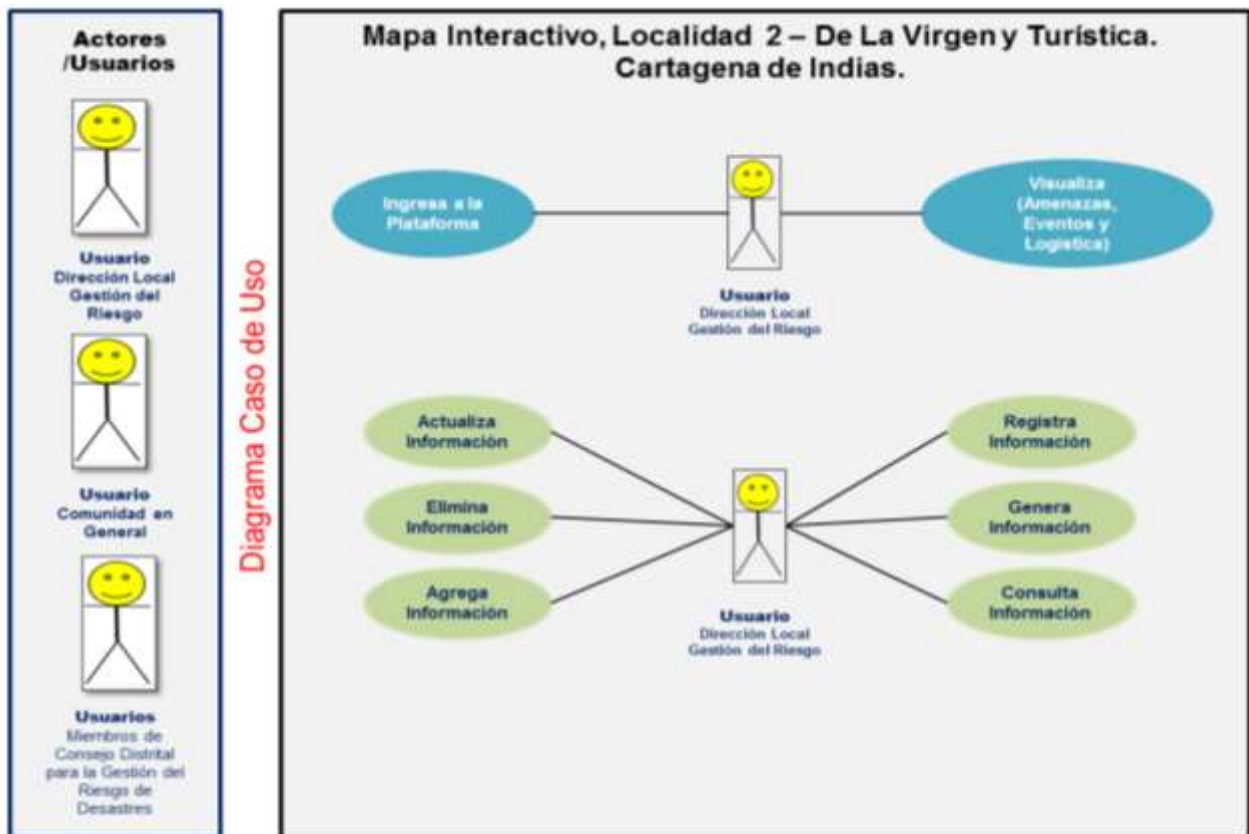 Actores
/Usuarios
Usuario
Dirección Local
Gestión del
Riesgo
Usuario
Comunidad en
General
Usuarios
Miembros de
Consejo Distrital
para la Gestión del
Riesgo de
Desastres
Diagrama Caso de Uso
Mapa Interactivo, Localidad 2 – De La Virgen y Turística.
Cartagena de Indias.
Ingresa a la
Plataforma
Usuario
Dirección Local
Gestión del Riesgo
Visualiza
(Amenazas,
Eventos y
Logística)
Actualiza
Información
Elimina
Información
Agrega
Información
Usuario
Dirección Local
Gestión del Riesgo
Registra
Información
Genera
Información
Consulta
Información